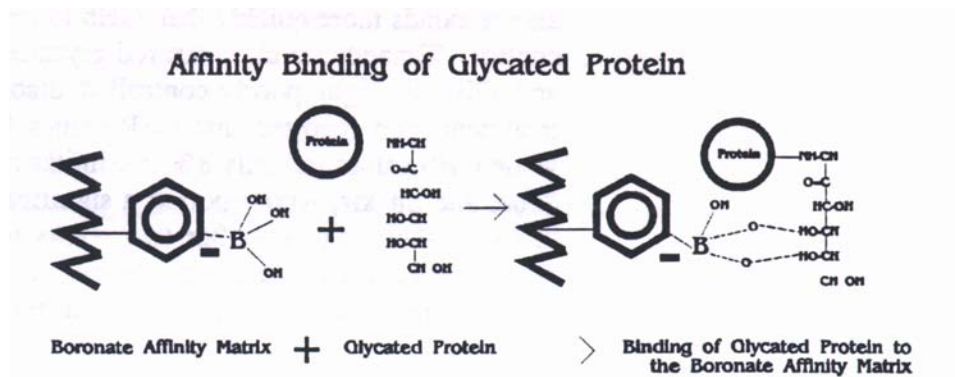 Affinity Binding of Glycated Protein
Protein
NH-CH
O-C
HC-OH
HO-CH
HO-CH
CH OH
OH
OH
B
OH
+
>
Protein
NH-CH
O-C
HC-OH
OH
O
HO-CH
B
O
HO-CH
CH OH
Boronate Affinity Matrix + Glycated Protein > Binding of Glycated Protein to
the Boronate Affinity Matrix